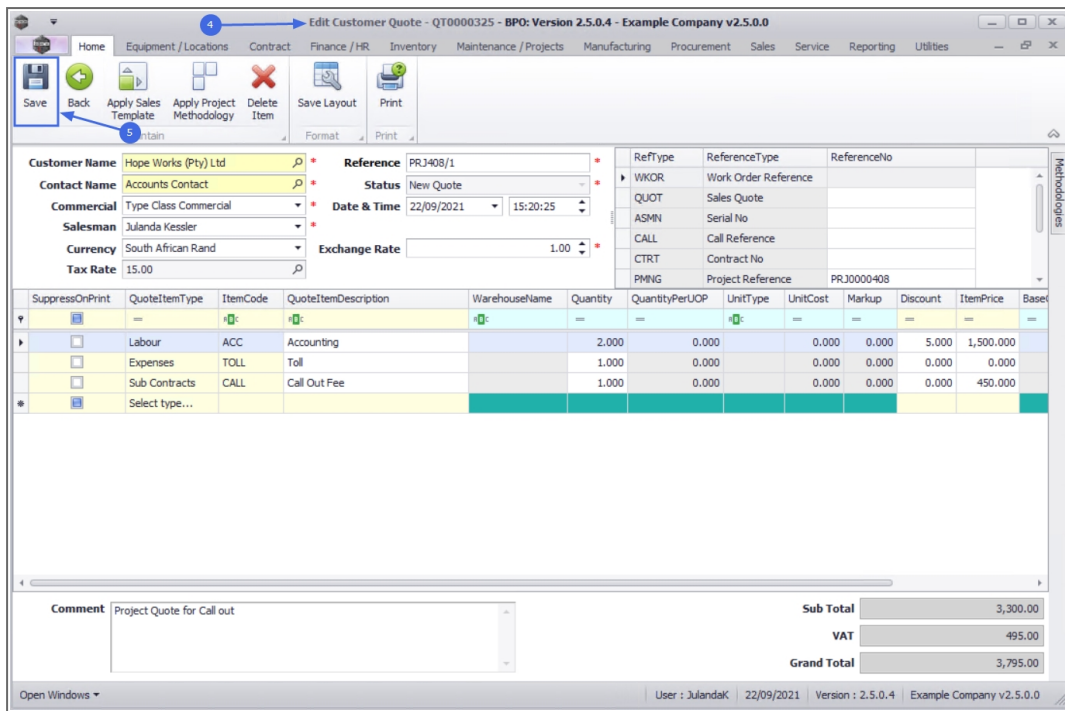 4
Edit Customer Quote - QT0000325 - BPO: Version 2.5.0.4 - Example Company v2.5.0.0
Home Equipment / Locations Contract Finance / HR Inventory Maintenance / Projects Manufacturing Procurement Sales Service Reporting Utilities
Save Back Apply Sales Template Apply Project Methodology Delete Item Save Layout Print
5
Format Print
Customer Name Hope Works (Pty) Ltd * Reference PRJ408/1 *
Contact Name Accounts Contact * Status New Quote *
Commercial Type Class Commercial * Date & Time 22/09/2021 15:20:25
Salesman Julanda Kessler *
Currency South African Rand Exchange Rate 1.00 *
Tax Rate 15.00
RefType ReferenceType ReferenceNo
WKOR Work Order Reference
QUOT Sales Quote
ASMN Serial No
CALL Call Reference
CTRT Contract No
PMNG Project Reference PRJ0000408
Methodologies
SuppressOnPrint QuoteItemType ItemCode QuoteItemDescription WarehouseName Quantity QuantityPerUOP UnitType UnitCost Markup Discount ItemPrice
Labour ACC Accounting 2.000 0.000 0.000 0.000 5.000 1,500.000
Expenses TOLL Toll 1.000 0.000 0.000 0.000 0.000 0.000
Sub Contracts CALL Call Out Fee 1.000 0.000 0.000 0.000 0.000 450.000
Select type...
Comment Project Quote for Call out
Sub Total 3,300.00
VAT 495.00
Grand Total 3,795.00
Open Windows User : JulandaK 22/09/2021 Version : 2.5.0.4 Example Company v2.5.0.0